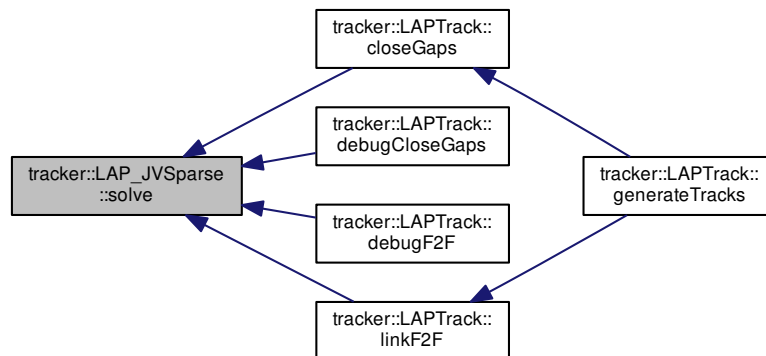 tracker::LAP_JVSparse
::solve
tracker::LAPTrack::
closeGaps
tracker::LAPTrack::
debugCloseGaps
tracker::LAPTrack::
debugF2F
tracker::LAPTrack::
linkF2F
tracker::LAPTrack::
generateTracks